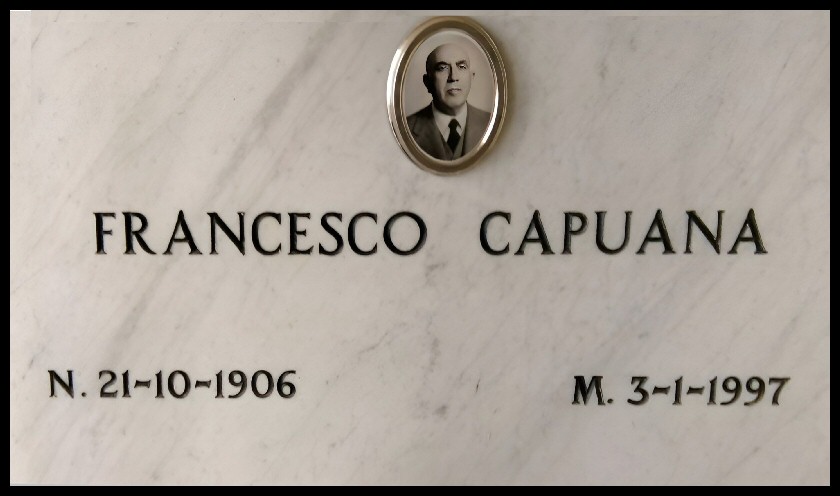 FRANCESCO CAPUANA
N. 21-10-1906 M. 3-1-1997